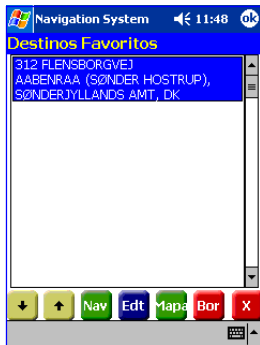 Navigation System 11:48 ok
Destinos Favoritos
312 FLENSBORGVEJ
AABENRAA (SØNDER HOSTRUP),
SØNDERJYLLANDS AMT, DK
Nav Edt Mapa Bor X